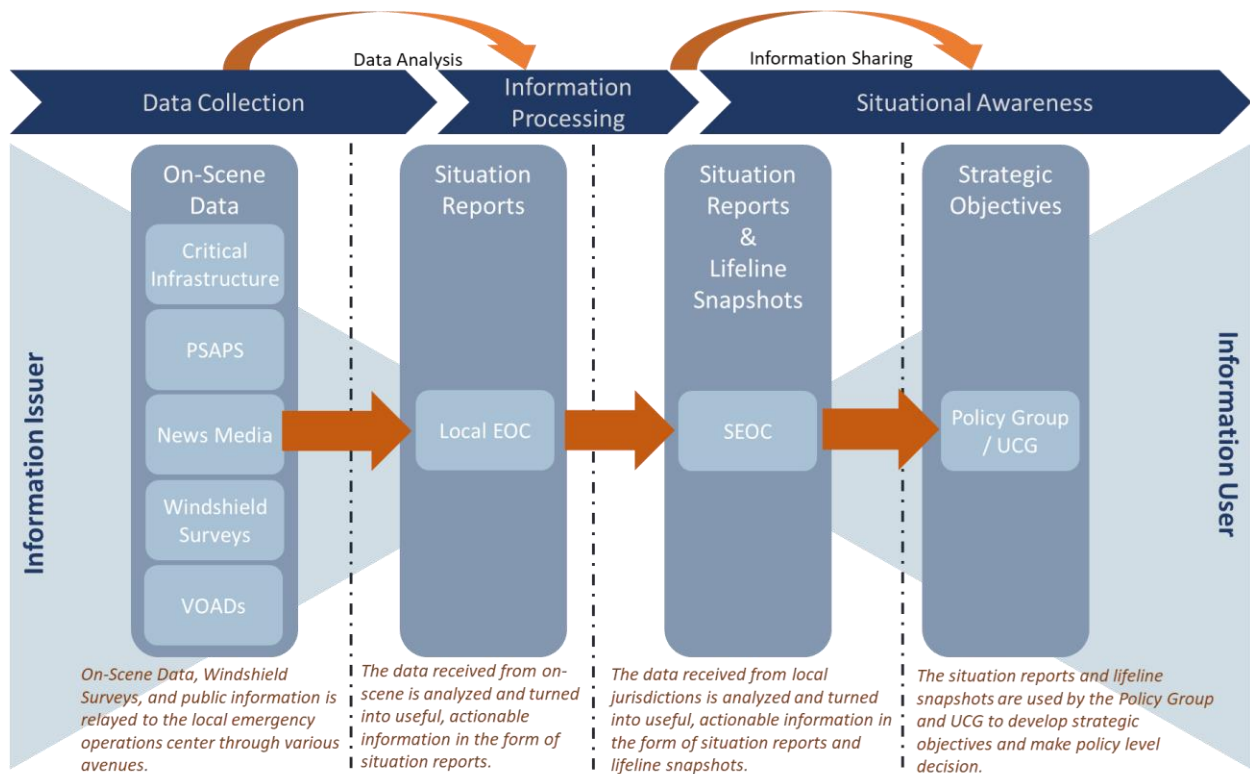 Data Analysis
Information Sharing
Data Collection
Information
Processing
Situational Awareness
Information Issuer
On-Scene
Data
Critical
Infrastructure
PSAPS
News Media
Windshield
Surveys
VOADs
Situation
Reports
Local EOC
Situation
Reports
&
Lifeline
Snapshots
SEOC
Strategic
Objectives
Policy Group
/ UCG
Information User
On-Scene Data, Windshield
Surveys, and public information is
relayed to the local emergency
operations center through various
avenues.
The data received from on-
scene is analyzed and turned
into useful, actionable
information in the form of
situation reports.
The data received from local
jurisdictions is analyzed and turned
into useful, actionable information in
the form of situation reports and
lifeline snapshots.
The situation reports and lifeline
snapshots are used by the Policy Group
and UCG to develop strategic
objectives and make policy level
decision.